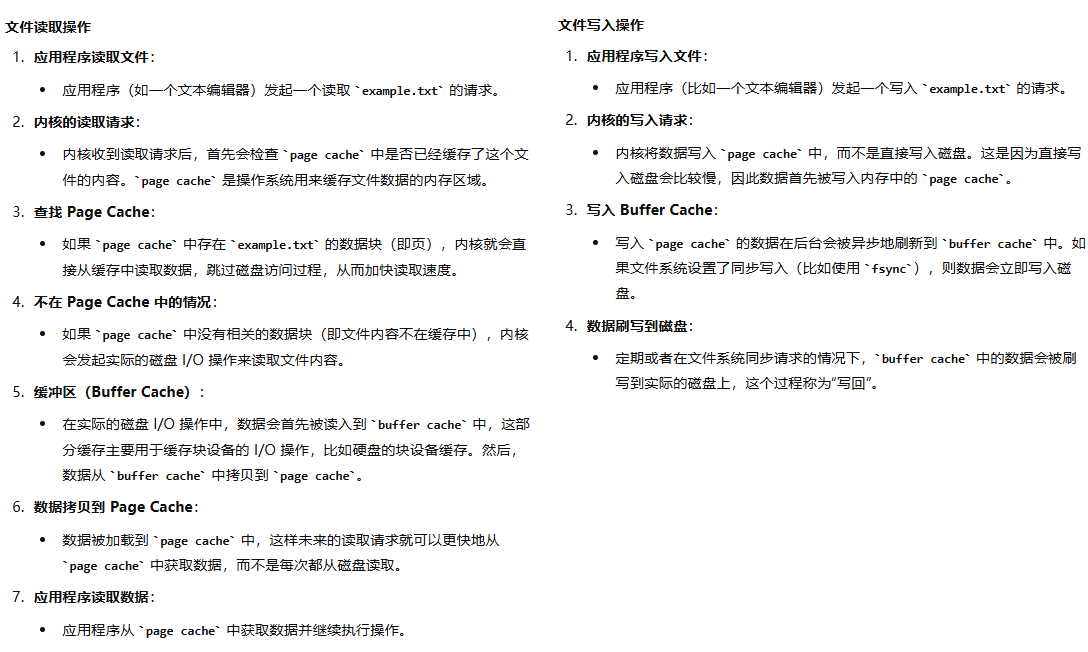 文件读取操作
1. 应用程序读取文件：
• 应用程序（如一个文本编辑器）发起一个读取 `example.txt` 的请求。
2. 内核的读取请求：
• 内核收到读取请求后，首先会检查 `page cache` 中是否已经缓存了这个文
件的内容。`page cache` 是操作系统用来缓存文件数据的内存区域。
3. 查找 Page Cache：
• 如果 `page cache` 中存在 `example.txt` 的数据块（即页），内核就会直
接从缓存中读取数据，跳过磁盘访问过程，从而加快读取速度。
4. 不在 Page Cache 中的情况：
• 如果 `page cache` 中没有相关的数据块（即文件内容不在缓存中），内核
会发起实际的磁盘 I/O 操作来读取文件内容。
5. 缓冲区（Buffer Cache）：
• 在实际的磁盘 I/O 操作中，数据会首先被读入到 `buffer cache` 中，这部
分缓存主要用于缓存块设备的 I/O 操作，比如硬盘的块设备缓存。然后，
数据从 `buffer cache` 中拷贝到 `page cache`。
6. 数据拷贝到 Page Cache：
• 数据被加载到 `page cache` 中，这样未来的读取请求就可以更快地从
`page cache` 中获取数据，而不是每次都从磁盘读取。
7. 应用程序读取数据：
• 应用程序从 `page cache` 中获取数据并继续执行操作。
文件写入操作
1. 应用程序写入文件：
• 应用程序（比如一个文本编辑器）发起一个写入 `example.txt` 的请求。
2. 内核的写入请求：
• 内核将数据写入 `page cache` 中，而不是直接写入磁盘。这是因为直接写
入磁盘会比较慢，因此数据首先被写入内存中的 `page cache`。
3. 写入 Buffer Cache：
• 写入 `page cache` 的数据在后台会被异步地刷新到 `buffer cache` 中。如
果文件系统设置了同步写入（比如使用 `fsync`），则数据会立即写入磁
盘。
4. 数据刷写到磁盘：
• 定期或者在文件系统同步请求的情况下，`buffer cache` 中的数据会被刷
写到实际的磁盘上，这个过程称为“写回”。